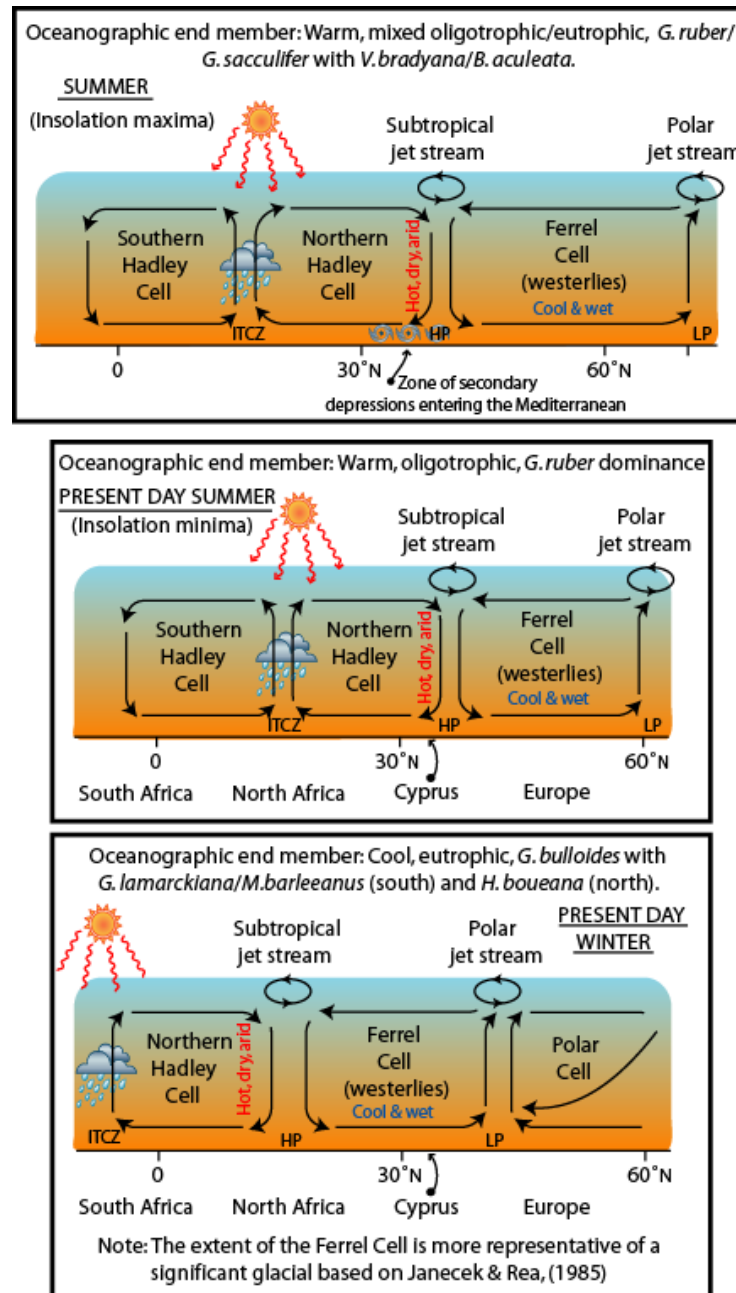 Oceanographic end member: Warm, mixed oligotrophic/eutrophic, G.ruber/
G. sacculifer with V.bradyana/B. aculeata.
SUMMER
(Insolation maxima)
Subtropical
jet stream
Polar
jet stream
Southern
Hadley
Cell
Northern
Hadley
Cell
Hot, dry, arid
Ferrel
Cell
(westerlies)
Cool & wet
ITCZ
HP
LP
0
30°N
60°N
Zone of secondary
depressions entering the Mediterranean
Oceanographic end member: Warm, oligotrophic, G.ruber dominance
PRESENT DAY SUMMER
(Insolation minima)
Subtropical
jet stream
Polar
jet stream
Southern
Hadley
Cell
Northern
Hadley
Cell
Hot, dry, arid
Ferrel
Cell
(westerlies)
Cool & wet
ITCZ
HP
LP
0
30°N
60°N
South Africa
North Africa
Cyprus
Europe
Oceanographic end member: Cool, eutrophic, G.bulloides with
G.lamarckiana/M.barleeanus (south) and H.boueana (north).
PRESENT DAY
WINTER
Subtropical
jet stream
Polar
jet stream
Northern
Hadley
Cell
Hot, dry, arid
Ferrel
Cell
(westerlies)
Cool & wet
Polar
Cell
ITCZ
HP
LP
0
30°N
60°N
South Africa
North Africa
Cyprus
Europe
Note: The extent of the Ferrel Cell is more representative of a
significant glacial based on Janecek & Rea, (1985)